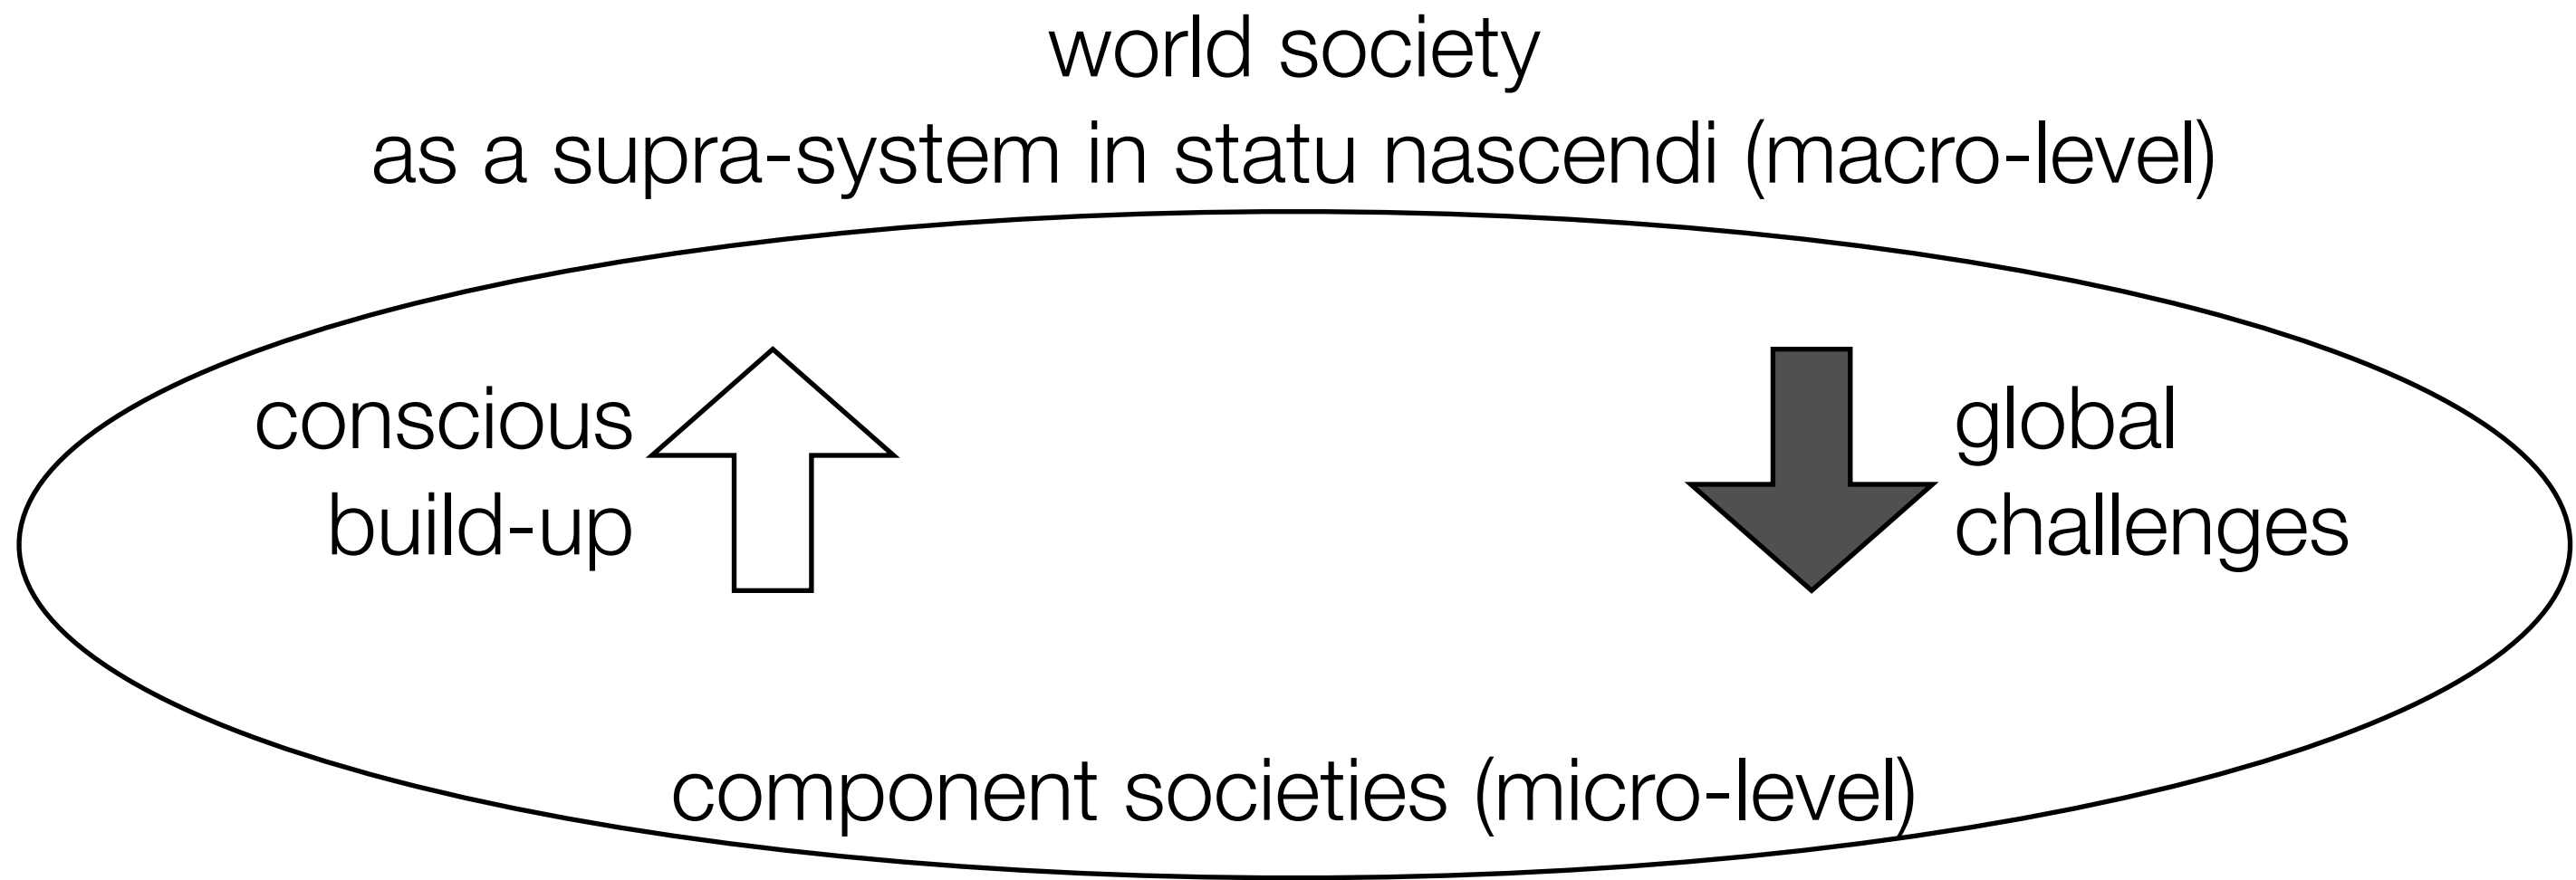 world society
as a supra-system in statu nascendi (macro-level)
conscious
build-up
global
challenges
component societies (micro-level)